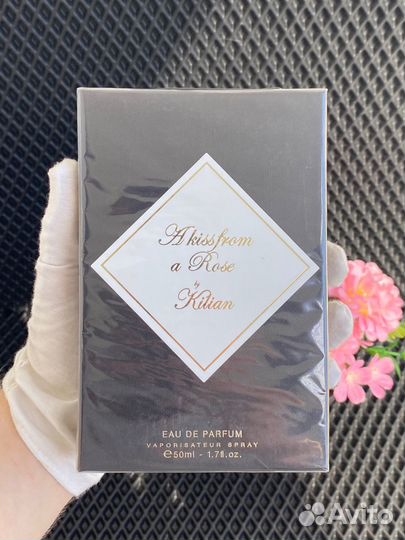 A kiss from
a Rose
by
Kilian
EAU DE PARFUM
VAPORISATEUR SPRAY
℮50ml - 1.7fl.oz.
Avito